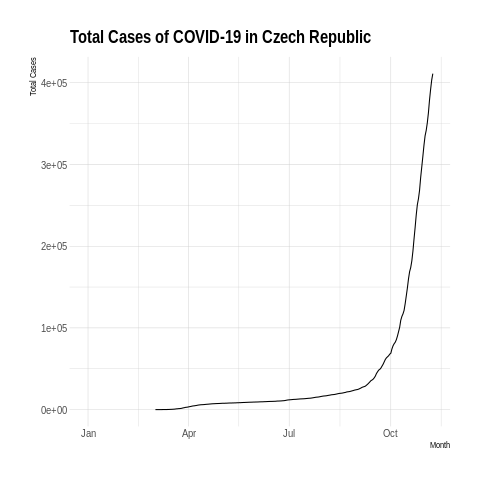 Total Cases of COVID-19 in Czech Republic
Total Cases
4e+05
3e+05
2e+05
1e+05
0e+00
Jan Apr Jul Oct
Month